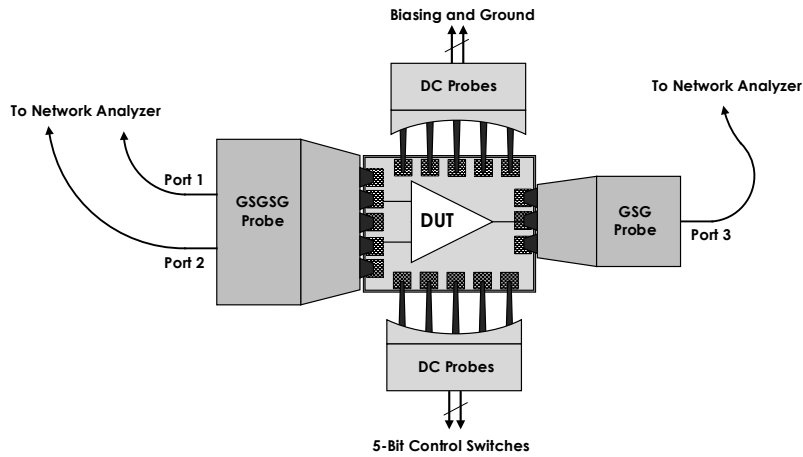 Biasing and Ground
DC Probes
To Network Analyzer
To Network Analyzer
Port 1
GSGSG
Probe
Port 2
DUT
GSG
Probe
Port 3
DC Probes
5-Bit Control Switches